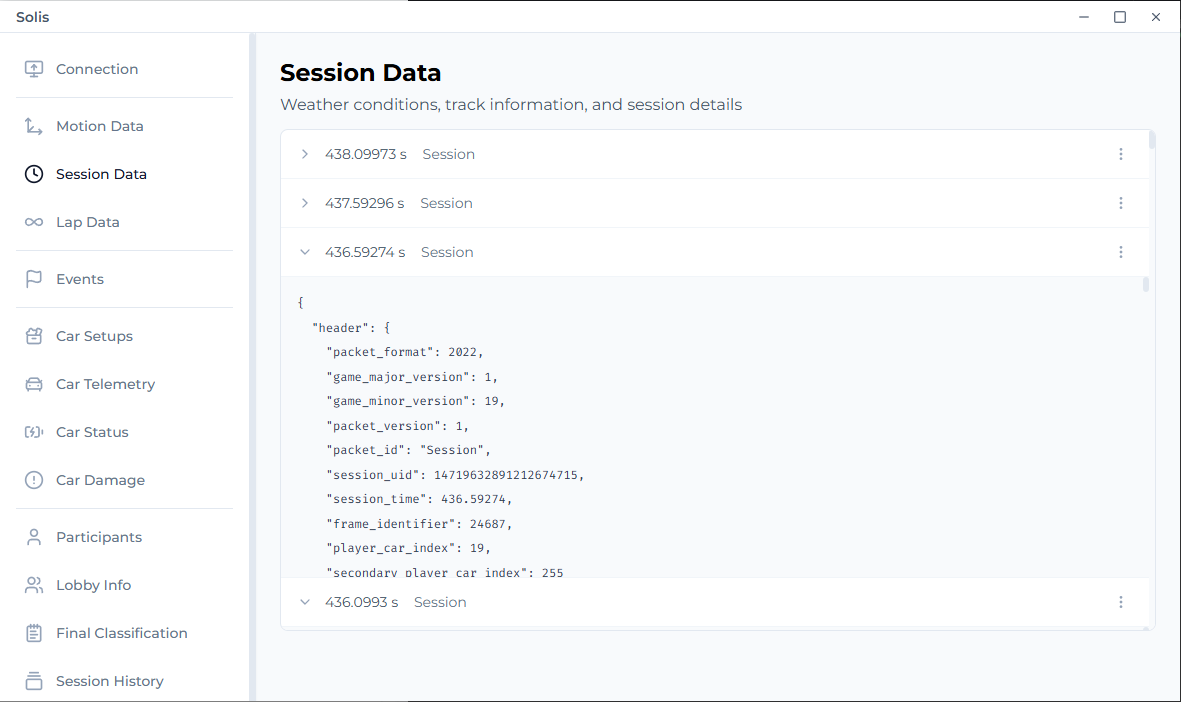 Solis
Connection
Motion Data
Session Data
Lap Data
Events
Car Setups
Car Telemetry
Car Status
Car Damage
Participants
Lobby Info
Final Classification
Session History
Session Data
Weather conditions, track information, and session details
438.09973 s Session
437.59296 s Session
436.59274 s Session
{
"header": {
"packet_format": 2022,
"game_major_version": 1,
"game_minor_version": 19,
"packet_version": 1,
"packet_id": "Session",
"session_uid": 14719632891212674715,
"session_time": 436.59274,
"frame_identifier": 24687,
"player_car_index": 19,
"secondary_player_car_index": 255
436.0993 s Session